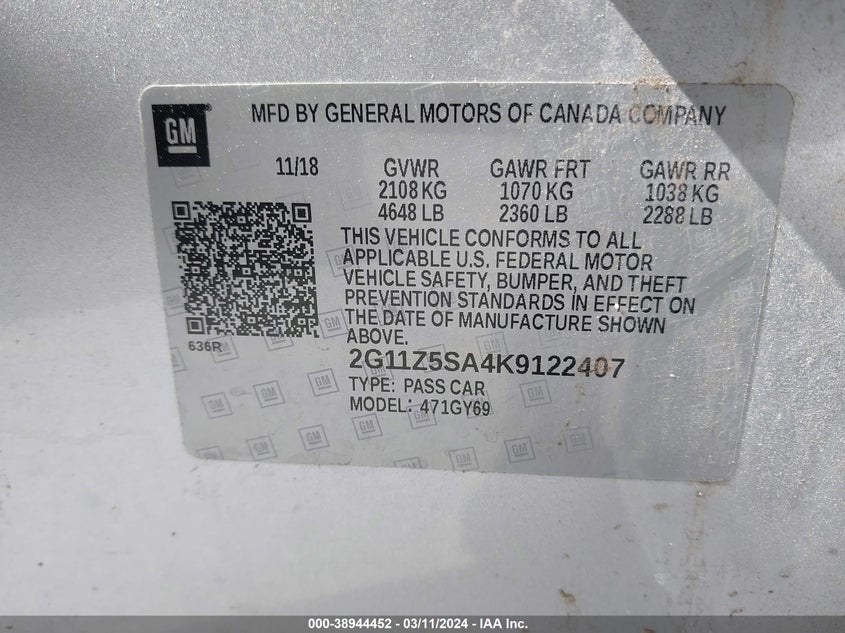 MFD BY GENERAL MOTORS OF CANADA COMPANY
GM
11/18 GVWR GAWR FRT GAWR RR
2108 KG 1070 KG 1038 KG
4648 LB 2360 LB 2288 LB
THIS VEHICLE CONFORMS TO ALL
APPLICABLE U.S. FEDERAL MOTOR
VEHICLE SAFETY, BUMPER, AND THEFT
PREVENTION STANDARDS IN EFFECT ON
THE DATE OF MANUFACTURE SHOWN
ABOVE.
636R
2G11Z5SA4K9122407
TYPE: PASS CAR
MODEL: 471GY69
000-38944452 - 03/11/2024 - IAA Inc.